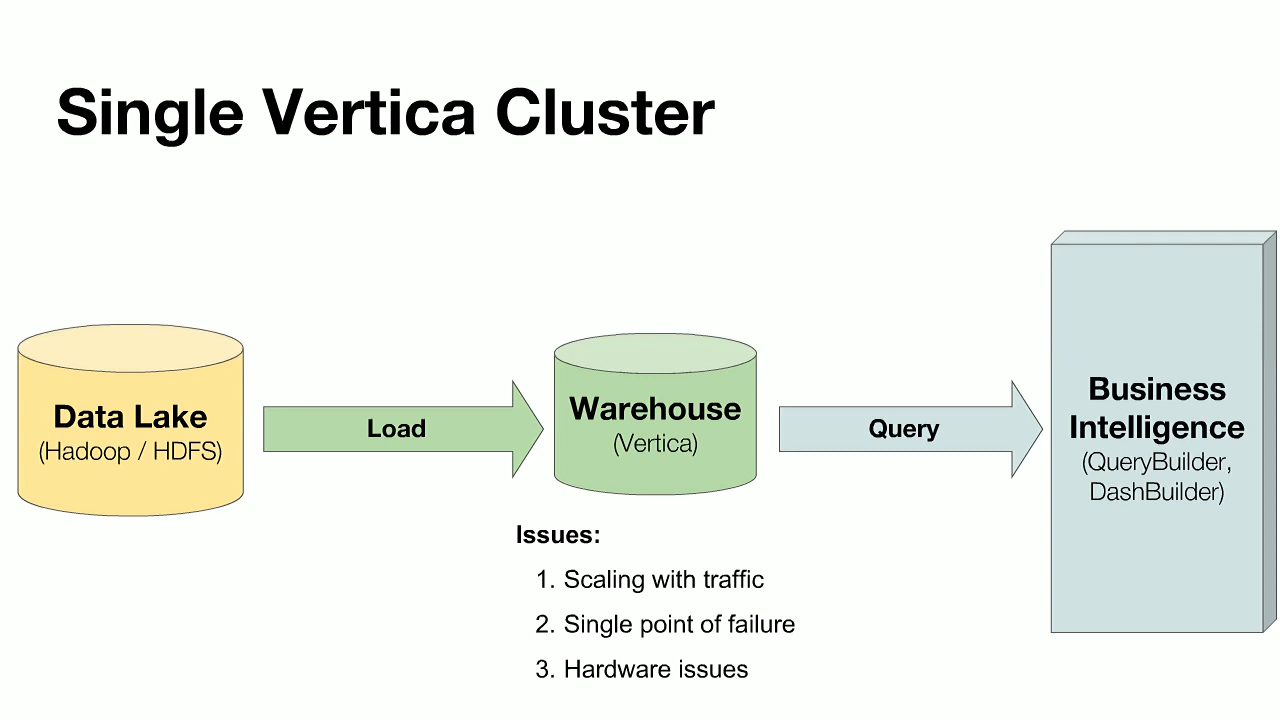 Single Vertica Cluster
Data Lake
(Hadoop / HDFS)
Load
Warehouse
(Vertica)
Query
Business
Intelligence
(QueryBuilder,
DashBuilder)
Issues:
1. Scaling with traffic
2. Single point of failure
3. Hardware issues